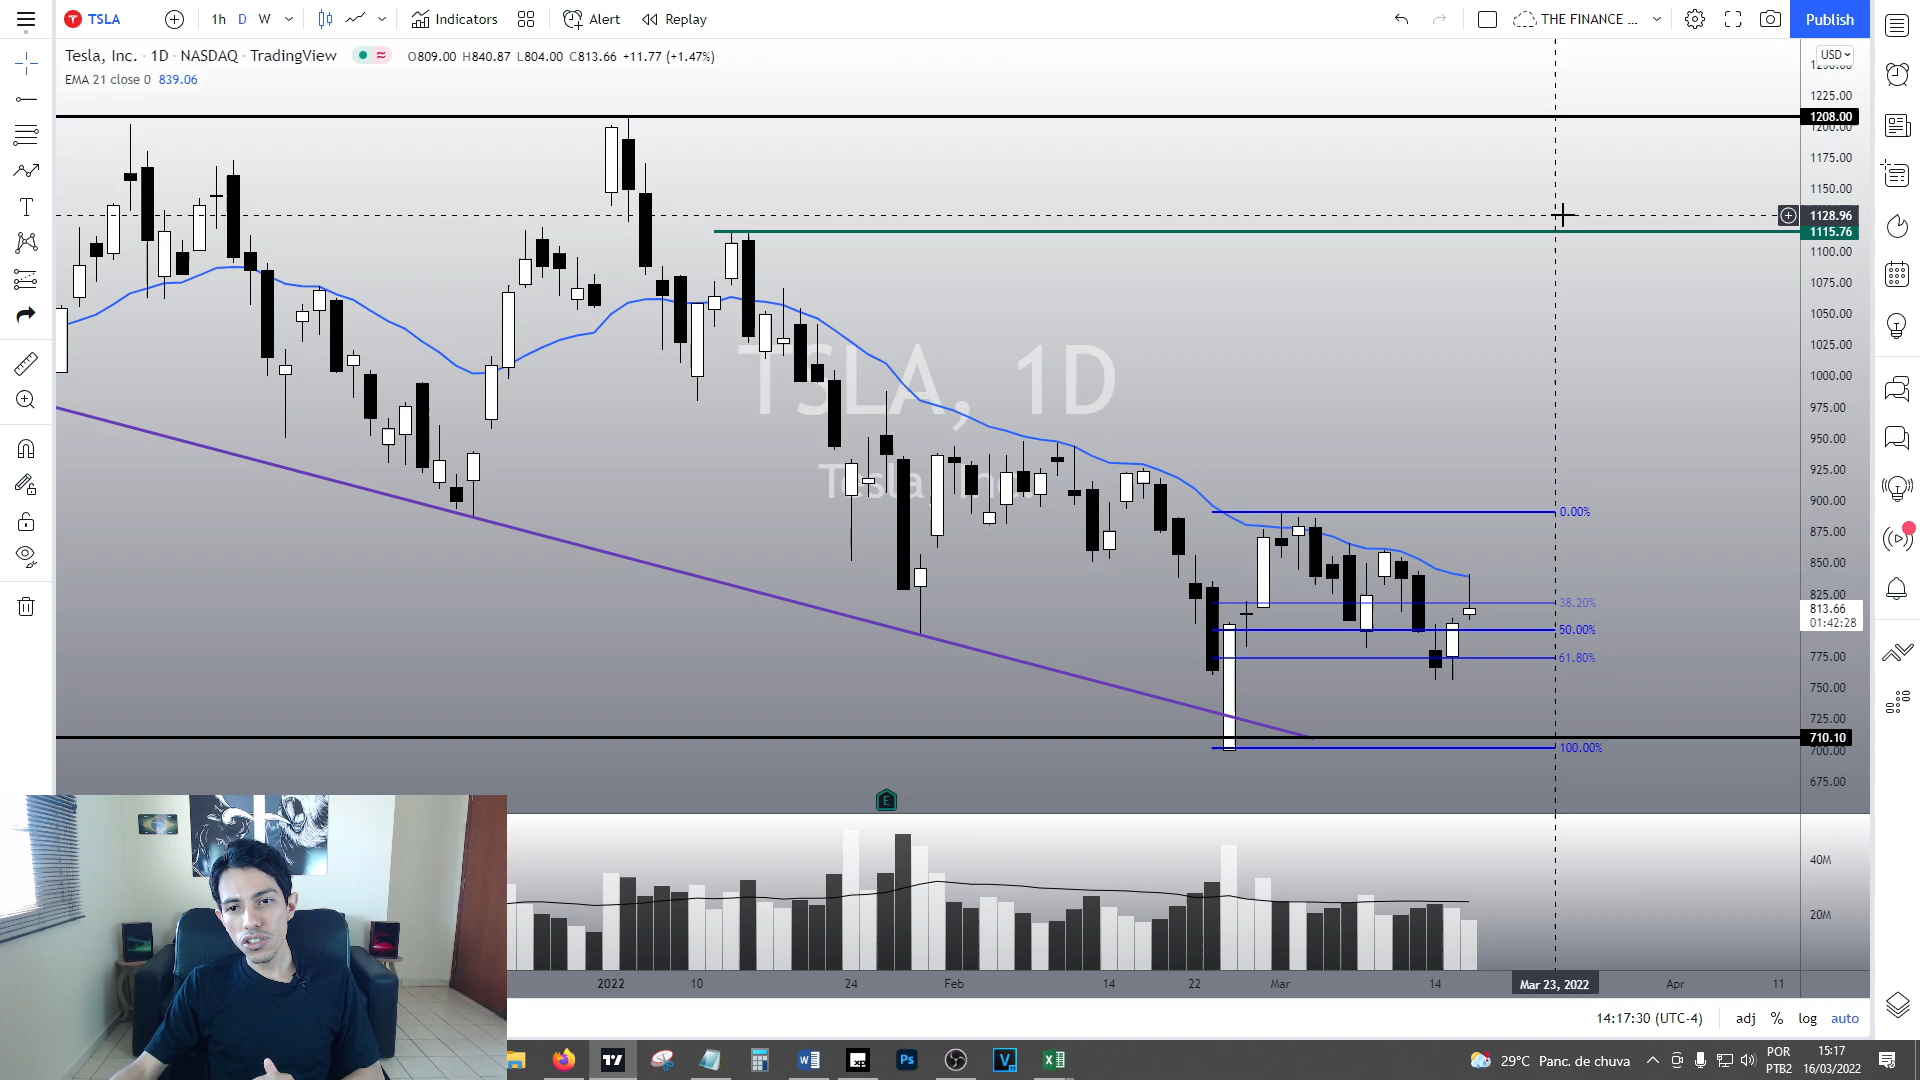 TSLA
1h D W
Indicators
Alert
Replay
THE FINANCE ...
Publish
Tesla, Inc. · 1D · NASDAQ · TradingView
O809.00 H840.87 L804.00 C813.66 +11.77 (+1.47%)
EMA 21 close 0 839.06
USD
1225.00
1208.00
1200.00
1175.00
1150.00
1128.96
1115.76
1100.00
1075.00
1050.00
1025.00
1000.00
975.00
950.00
925.00
900.00
875.00
850.00
825.00
813.66
01:42:28
775.00
750.00
725.00
710.10
700.00
675.00
TSLA, 1D
Tesla, Inc.
0.00%
38.20%
50.00%
61.80%
100.00%
E
40M
20M
2022 10 24 Feb 14 22 Mar 14 Mar 23, 2022 Apr 11
14:17:30 (UTC-4) adj % log auto
29°C Panc. de chuva
POR
PTB2
15:17
16/03/2022